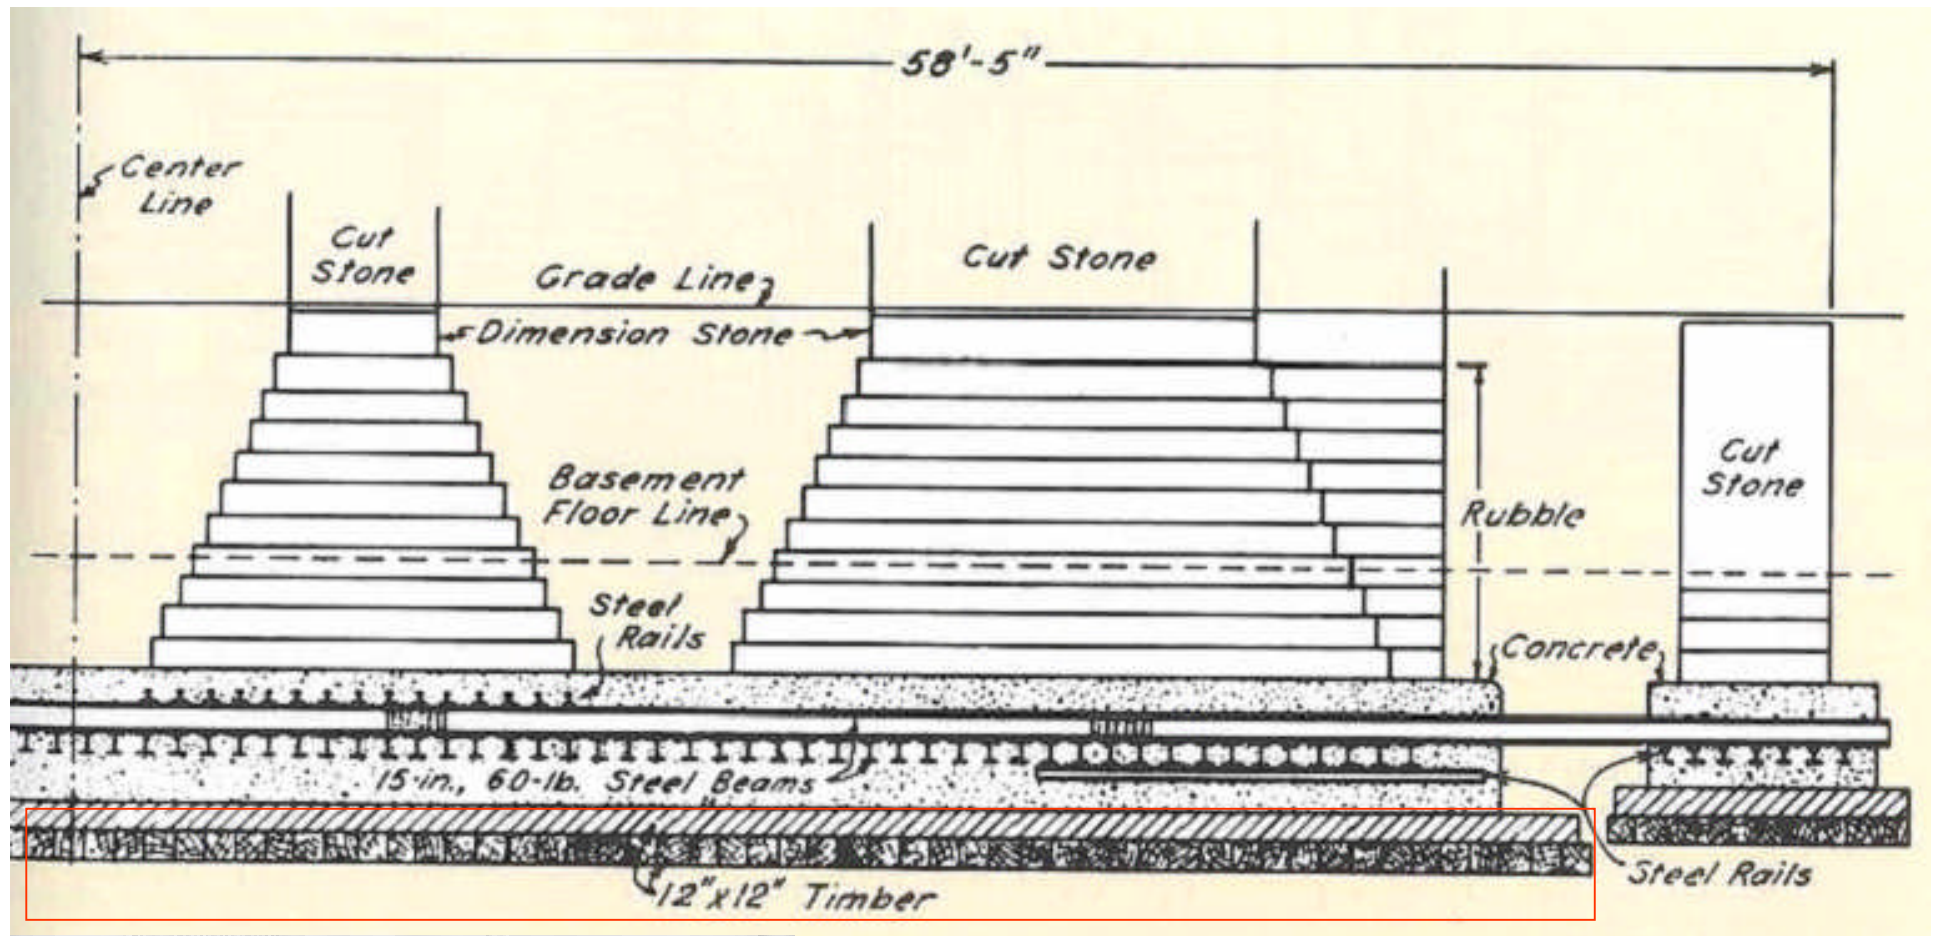 58'-5"
Center
Line
Cut
Stone
Grade Line
Cut Stone
Dimension Stone
Basement
Floor Line
Rubble
Cut
Stone
Steel
Rails
Concrete
15-in., 60-lb. Steel Beams
12"x12" Timber
Steel Rails